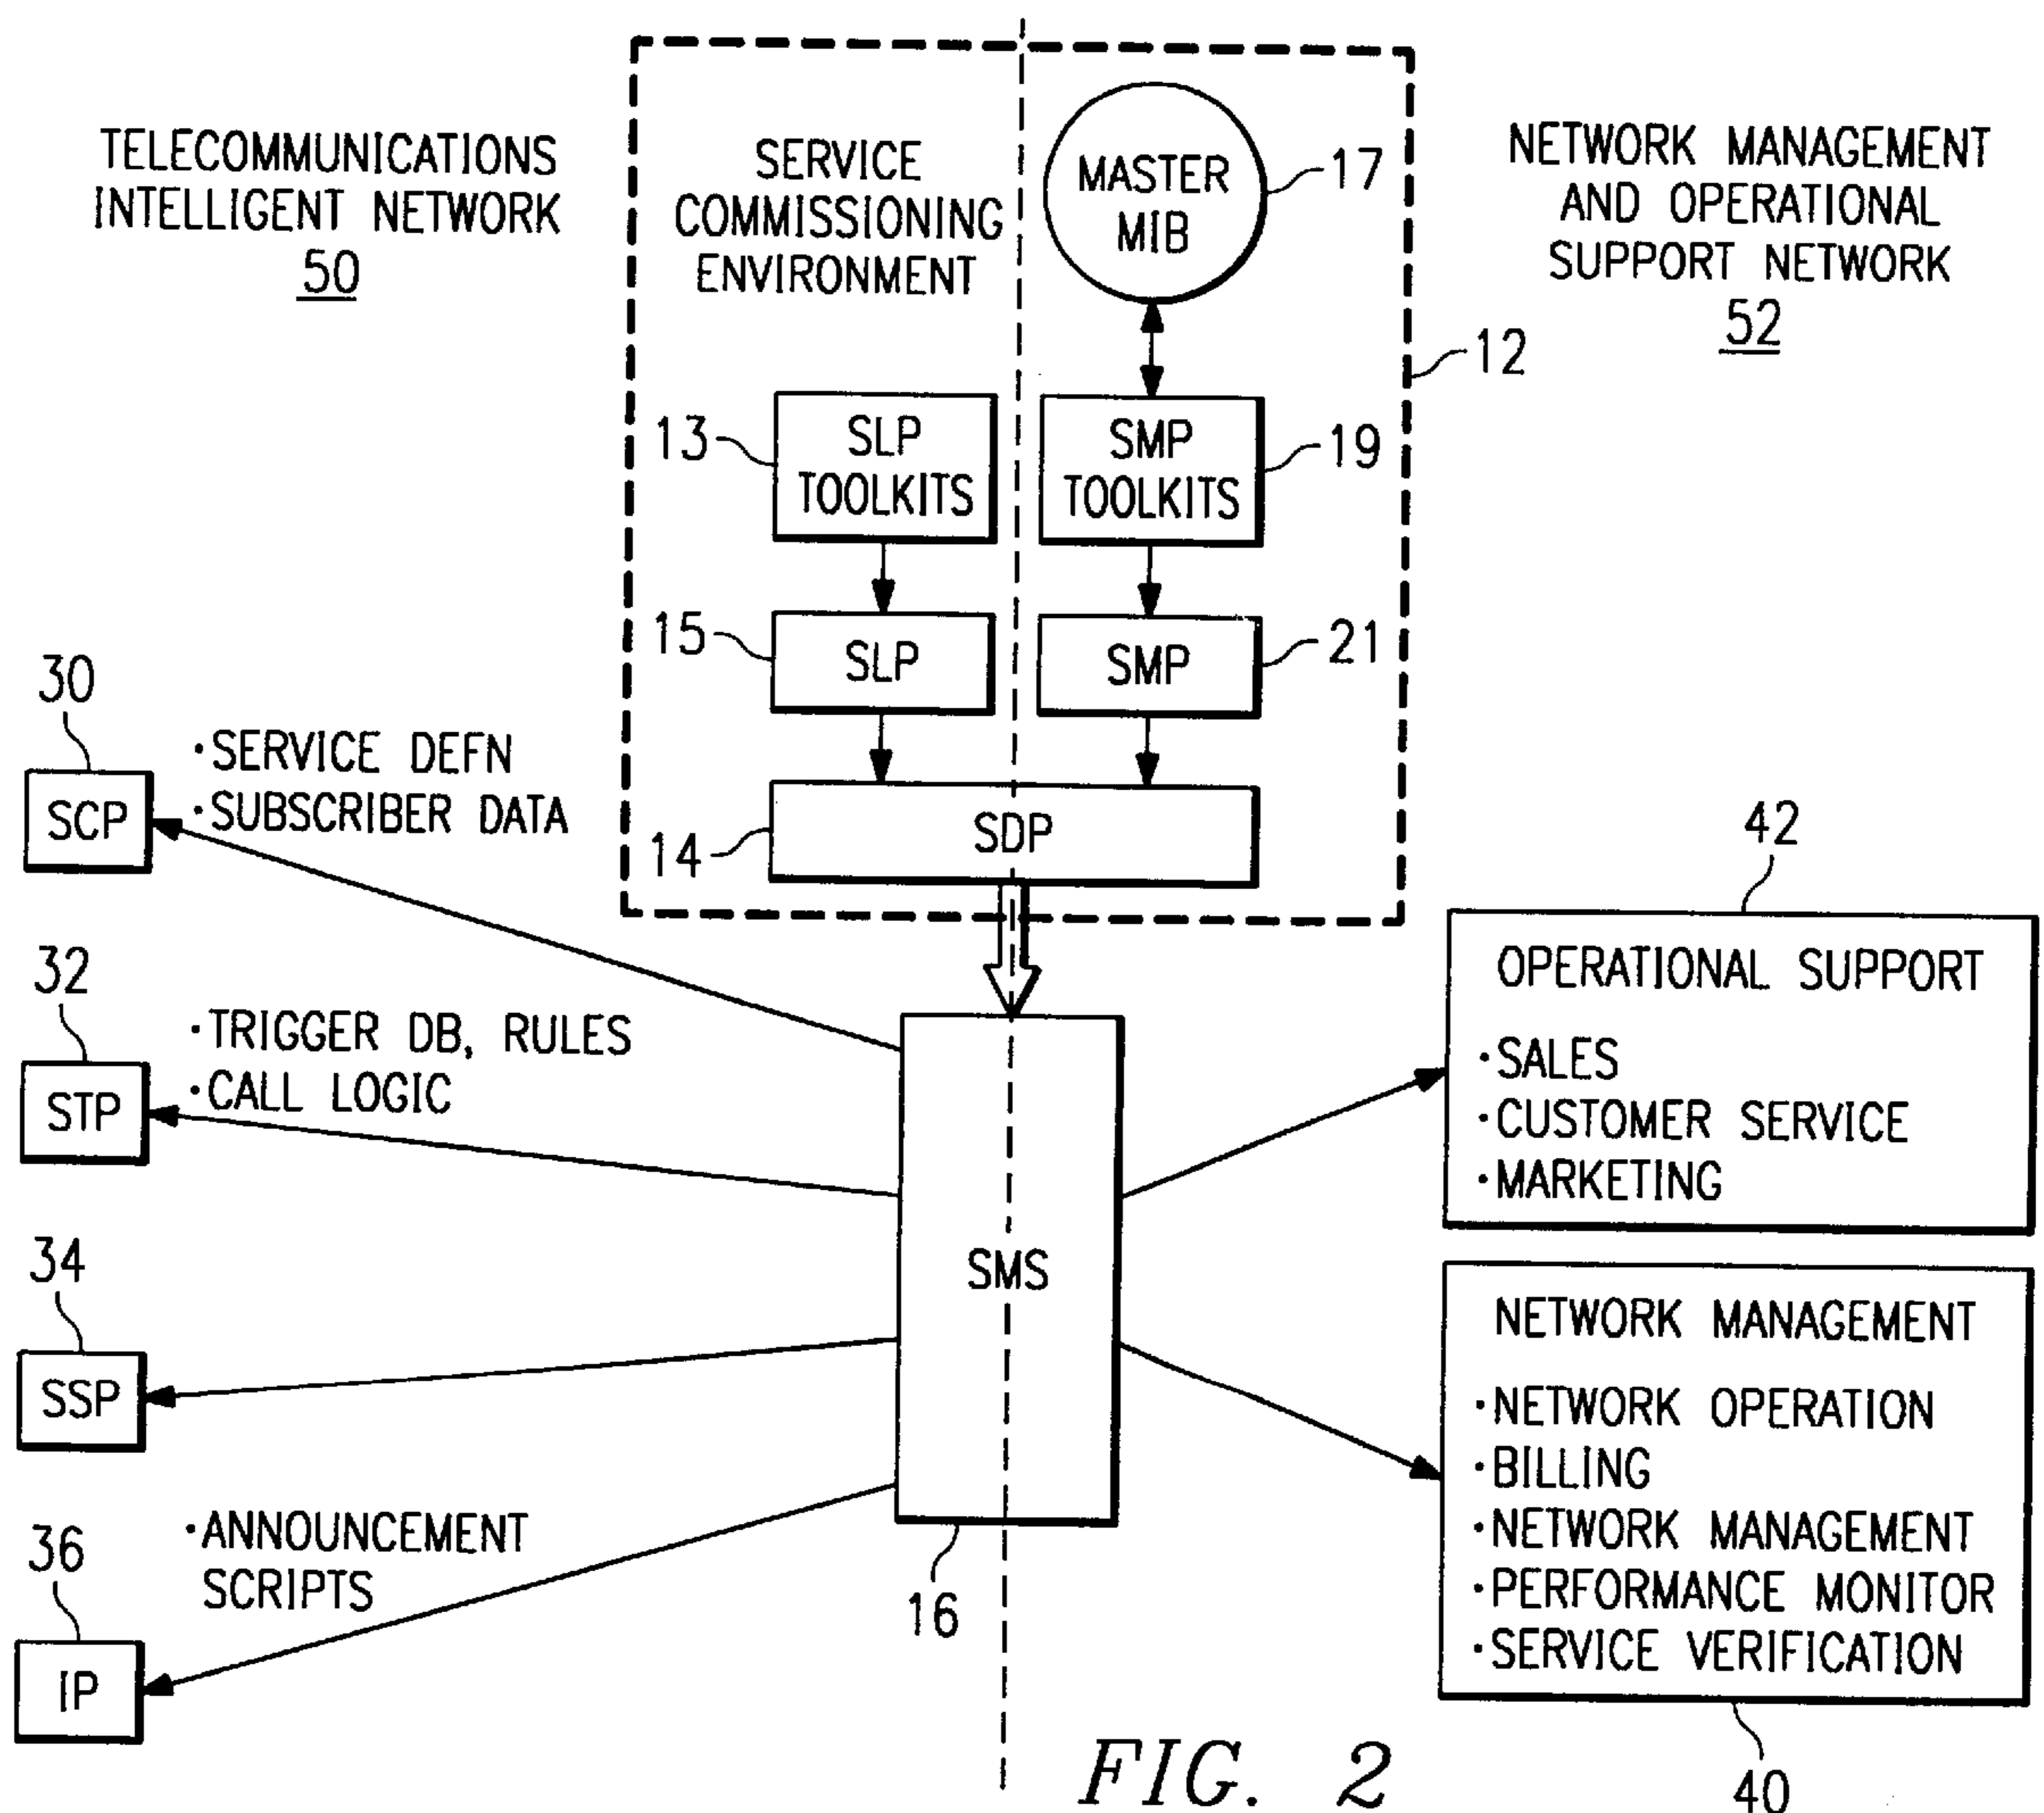 TELECOMMUNICATIONS
INTELLIGENT NETWORK
50
SERVICE
COMMISSIONING
ENVIRONMENT
MASTER
MIB
17
NETWORK MANAGEMENT
AND OPERATIONAL
SUPPORT NETWORK
52
12
13
SLP
TOOLKITS
SMP
TOOLKITS
19
15
SLP
SMP
21
14
SDP
30
SCP
·SERVICE DEFN
·SUBSCRIBER DATA
32
STP
·TRIGGER DB, RULES
·CALL LOGIC
34
SSP
36
IP
·ANNOUNCEMENT
SCRIPTS
SMS
16
42
OPERATIONAL SUPPORT
·SALES
·CUSTOMER SERVICE
·MARKETING
NETWORK MANAGEMENT
·NETWORK OPERATION
·BILLING
·NETWORK MANAGEMENT
·PERFORMANCE MONITOR
·SERVICE VERIFICATION
40
FIG. 2